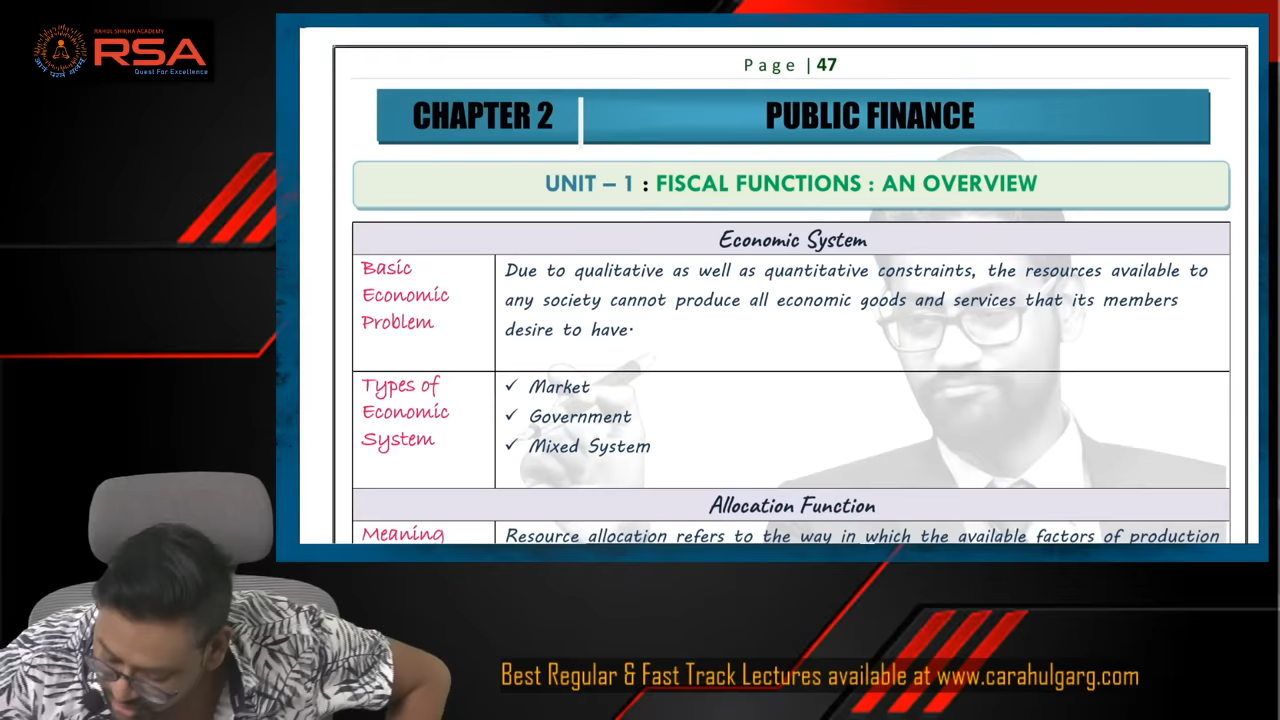 RAHUL SHIKHA ACADEMY
RSA
Quest For Excellence
Page | 47
CHAPTER 2
PUBLIC FINANCE
UNIT – 1 : FISCAL FUNCTIONS : AN OVERVIEW
Economic System
Basic
Economic
Problem
Due to qualitative as well as quantitative constraints, the resources available to
any society cannot produce all economic goods and services that its members
desire to have.
Types of
Economic
System
✓ Market
✓ Government
✓ Mixed System
Allocation Function
Meaning
Resource allocation refers to the way in which the available factors of production
Best Regular & Fast Track Lectures available at www.carahulgarg.com